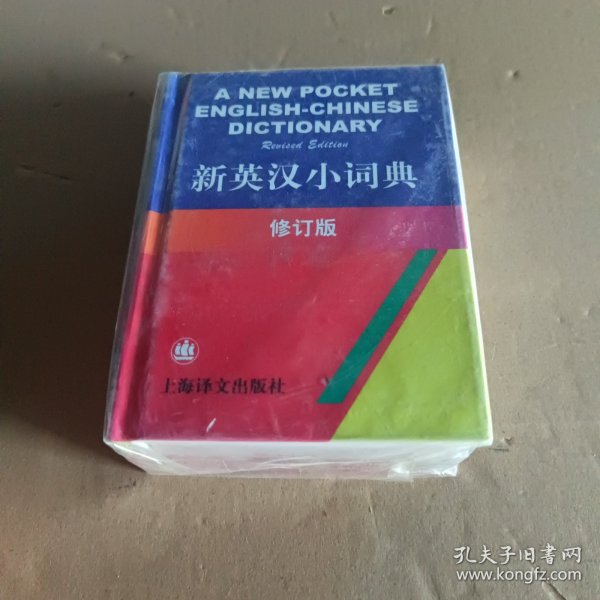 A NEW POCKET
ENGLISH-CHINESE
DICTIONARY
Revised Edition
新英汉小词典
修订版
上海译文出版社
孔夫子旧书网
www.kongfz.com